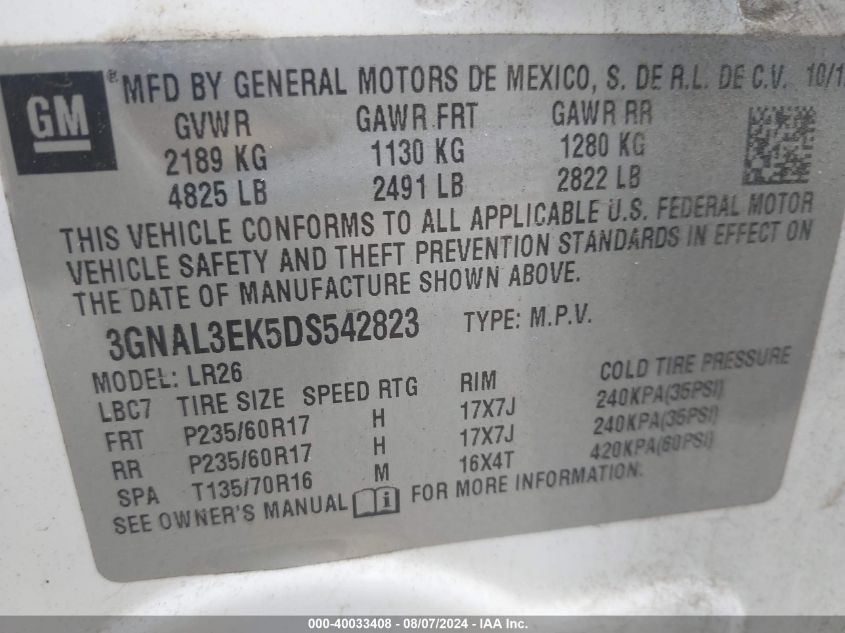 GM
® MFD BY GENERAL MOTORS DE MEXICO, S. DE R.L. DE C.V.
GVWR GAWR FRT GAWR RR
2189 KG 1130 KG 1280 KG
4825 LB 2491 LB 2822 LB
THIS VEHICLE CONFORMS TO ALL APPLICABLE U.S. FEDERAL MOTOR
VEHICLE SAFETY AND THEFT PREVENTION STANDARDS IN EFFECT ON
THE DATE OF MANUFACTURE SHOWN ABOVE.
3GNAL3EK5DS542823 TYPE: M.P.V.
MODEL: LR26
LBC7 TIRE SIZE SPEED RTG RIM COLD TIRE PRESSURE
FRT P235/60R17 H 17X7J 240KPA(35PSI)
RR P235/60R17 H 17X7J 240KPA(35PSI)
SPA T135/70R16 M 16X4T 420KPA(60PSI)
SEE OWNER'S MANUAL i FOR MORE INFORMATION.
000-40033408 - 08/07/2024 - IAA Inc.